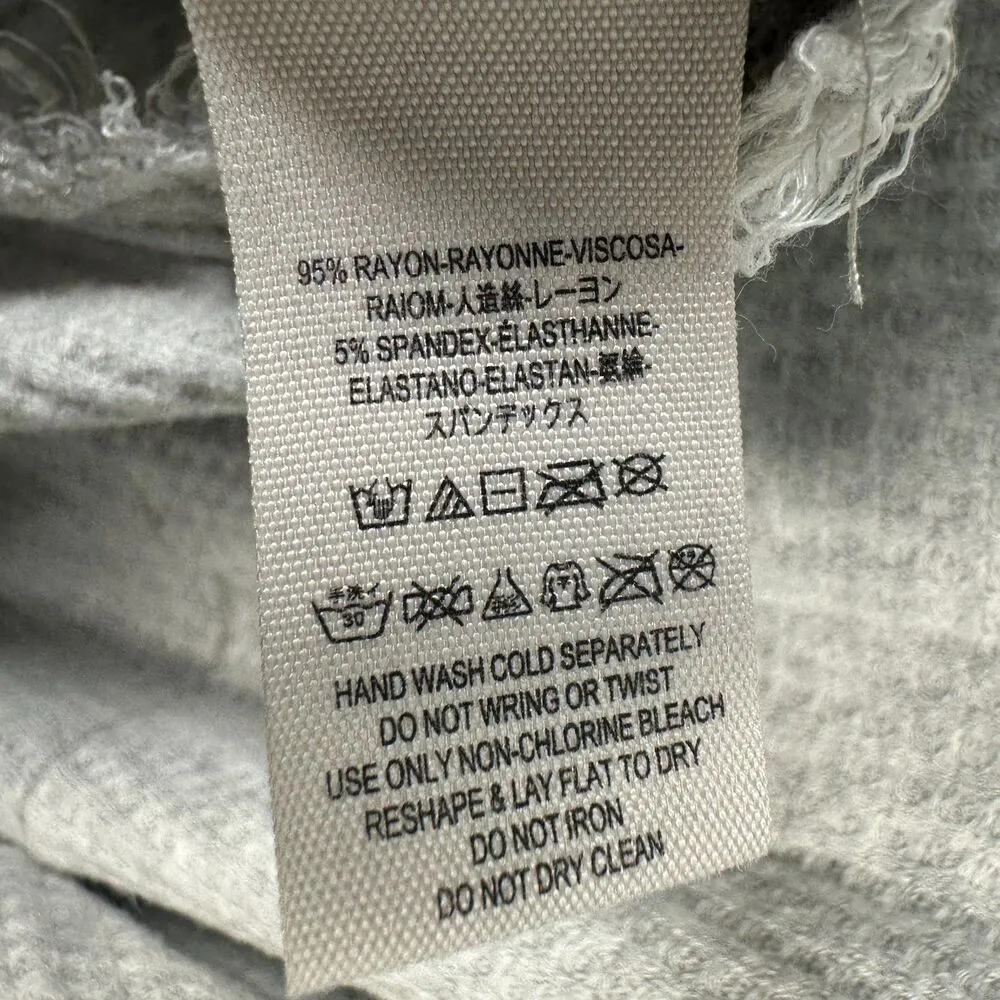 95% RAYON-RAYONNE-VISCOSA-
RAIOM-人造絲-レーヨン
5% SPANDEX-ÉLASTHANNE-
ELASTANO-ELASTAN-
スパンデックス
手洗イ
30
HAND WASH COLD SEPARATELY
DO NOT WRING OR TWIST
USE ONLY NON-CHLORINE BLEACH
RESHAPE & LAY FLAT TO DRY
DO NOT IRON
DO NOT DRY CLEAN